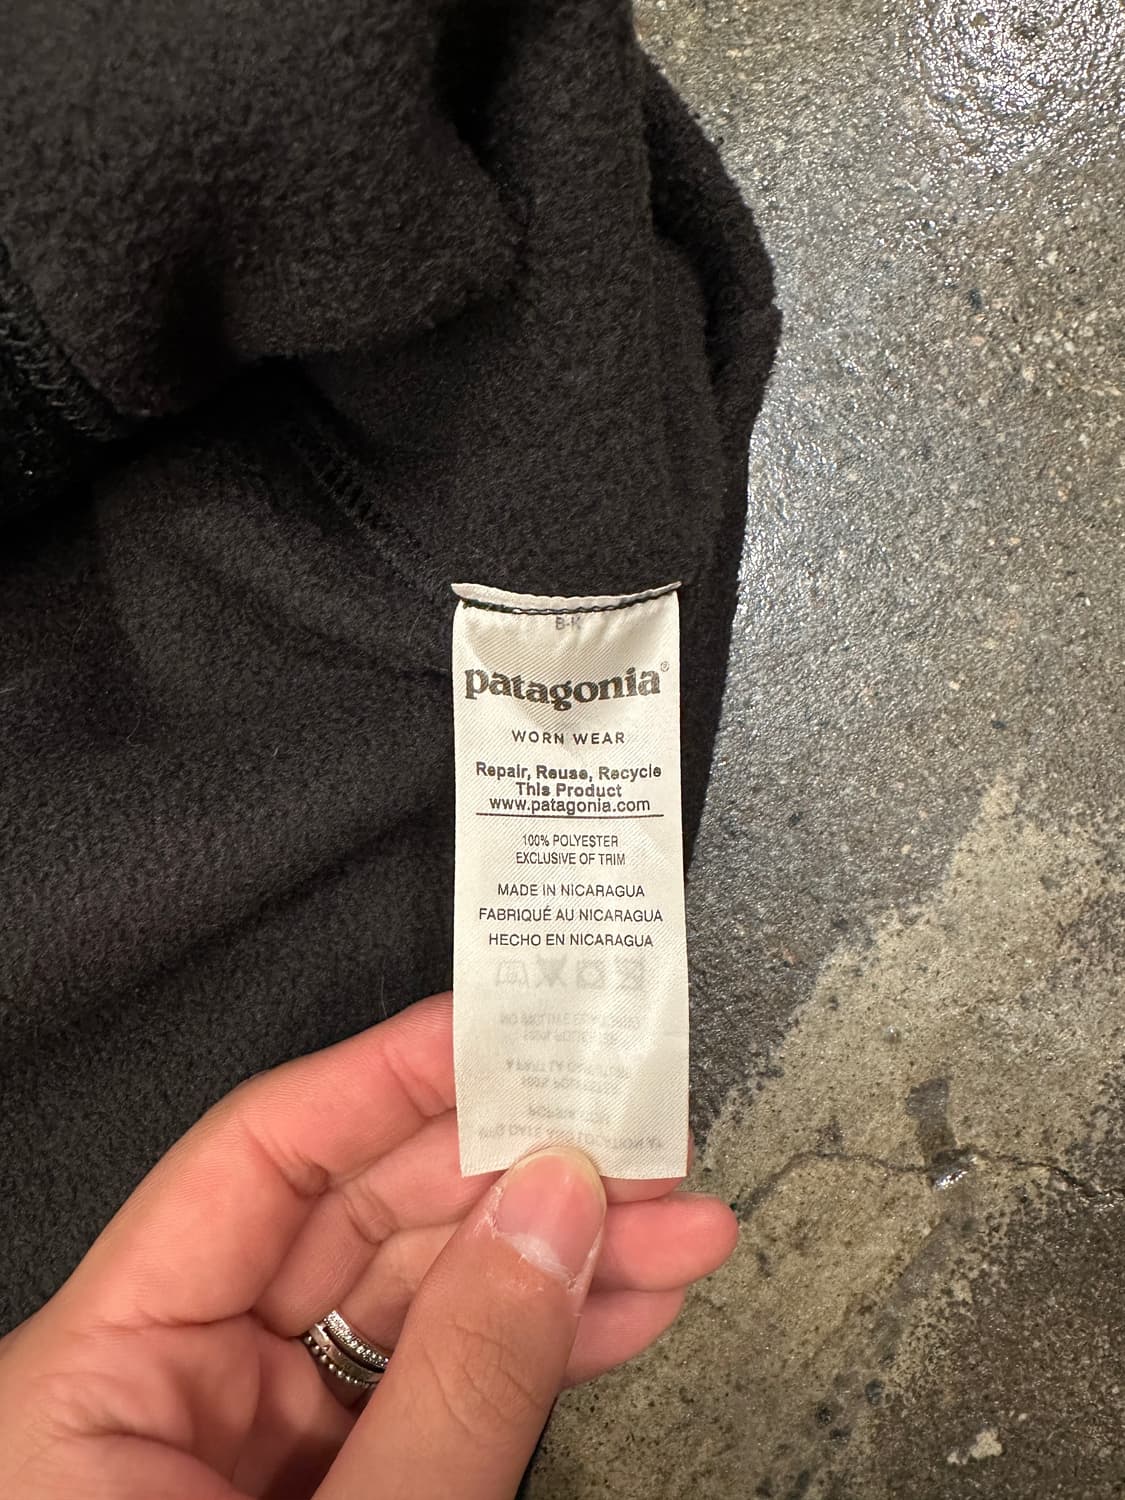 B-K
patagonia®
WORN WEAR
Repair, Reuse, Recycle
This Product
www.patagonia.com
100% POLYESTER
EXCLUSIVE OF TRIM
MADE IN NICARAGUA
FABRIQUÉ AU NICARAGUA
HECHO EN NICARAGUA